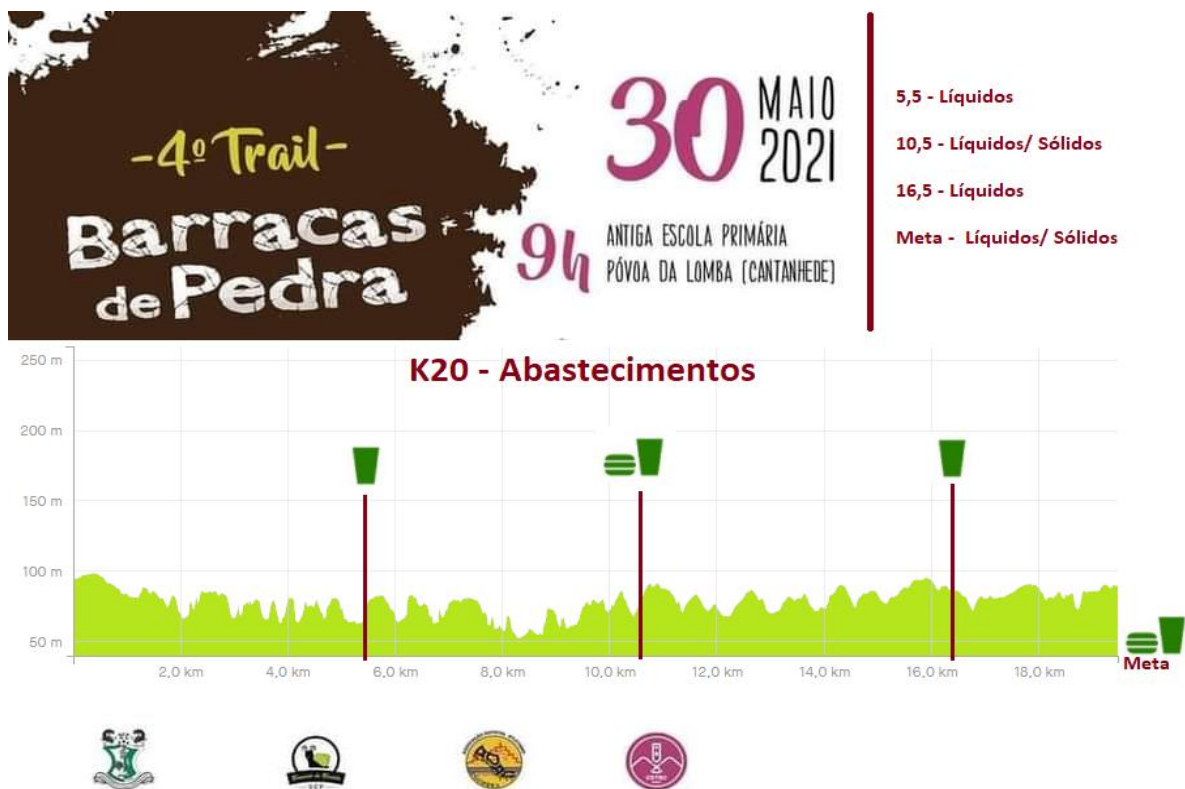 -4º Trail-
Barracas
de Pedra
30 MAIO
2021
9h
ANTIGA ESCOLA PRIMÁRIA
PÓVOA DA LOMBA (CANTANHEDE)
5,5 - Líquidos
10,5 - Líquidos/ Sólidos
16,5 - Líquidos
Meta - Líquidos/ Sólidos
K20 - Abastecimentos
250 m
200 m
150 m
100 m
50 m
2,0 km
4,0 km
6,0 km
8,0 km
10,0 km
12,0 km
14,0 km
16,0 km
18,0 km
Meta